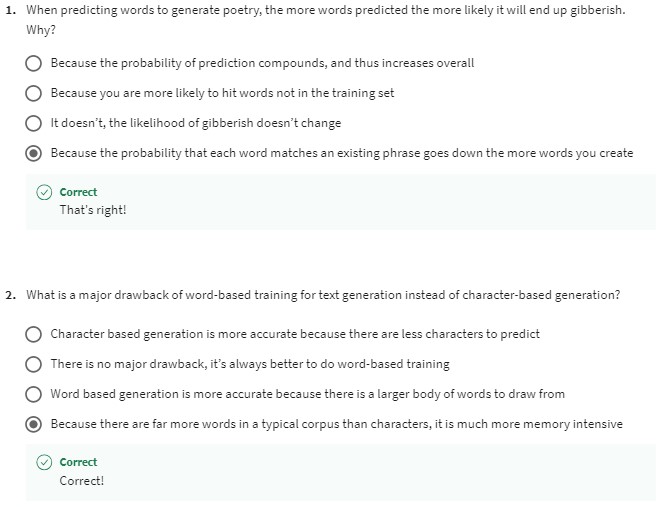 1. When predicting words to generate poetry, the more words predicted the more likely it will end up gibberish.
Why?
Because the probability of prediction compounds, and thus increases overall
Because you are more likely to hit words not in the training set
It doesn't, the likelihood of gibberish doesn't change
Because the probability that each word matches an existing phrase goes down the more words you create
Correct
That's right!
2. What is a major drawback of word-based training for text generation instead of character-based generation?
Character based generation is more accurate because there are less characters to predict
There is no major drawback, it's always better to do word-based training
Word based generation is more accurate because there is a larger body of words to draw from
Because there are far more words in a typical corpus than characters, it is much more memory intensive
Correct
Correct!